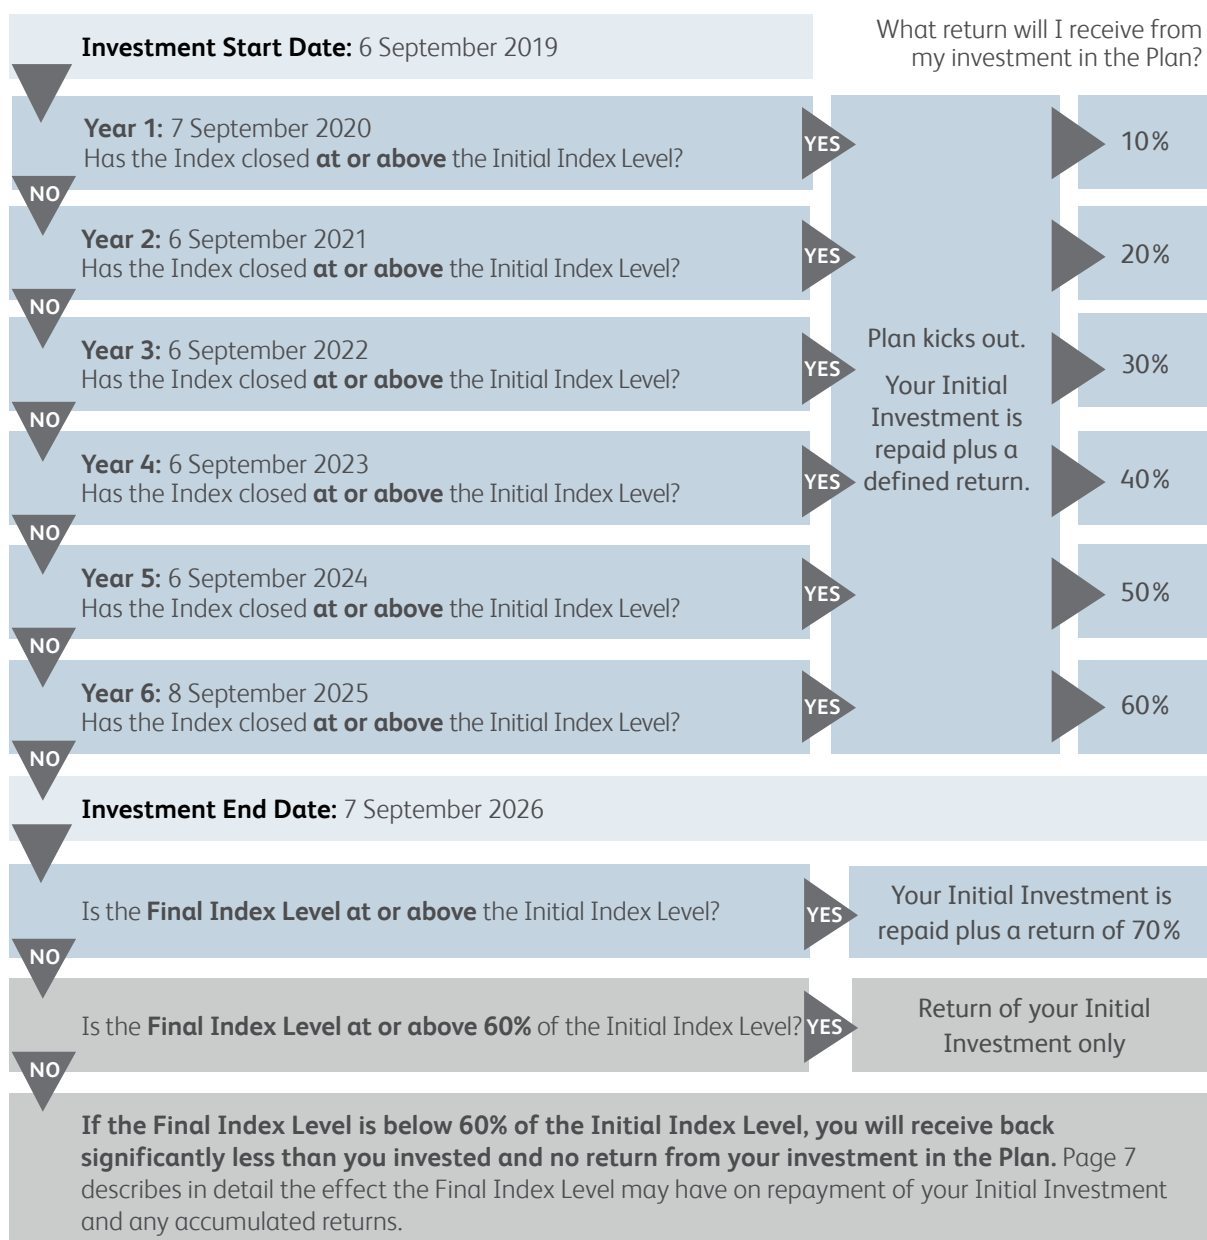 Investment Start Date: 6 September 2019
What return will I receive from
my investment in the Plan?
Year 1: 7 September 2020
Has the Index closed at or above the Initial Index Level?
YES
10%
NO
Year 2: 6 September 2021
Has the Index closed at or above the Initial Index Level?
YES
20%
NO
Year 3: 6 September 2022
Has the Index closed at or above the Initial Index Level?
YES
Plan kicks out.
Your Initial
Investment is
repaid plus a
defined return.
30%
NO
Year 4: 6 September 2023
Has the Index closed at or above the Initial Index Level?
YES
40%
NO
Year 5: 6 September 2024
Has the Index closed at or above the Initial Index Level?
YES
50%
NO
Year 6: 8 September 2025
Has the Index closed at or above the Initial Index Level?
YES
60%
NO
Investment End Date: 7 September 2026
Is the Final Index Level at or above the Initial Index Level?
YES
Your Initial Investment is
repaid plus a return of 70%
NO
Is the Final Index Level at or above 60% of the Initial Index Level?
YES
Return of your Initial
Investment only
NO
If the Final Index Level is below 60% of the Initial Index Level, you will receive back
significantly less than you invested and no return from your investment in the Plan. Page 7
describes in detail the effect the Final Index Level may have on repayment of your Initial Investment
and any accumulated returns.